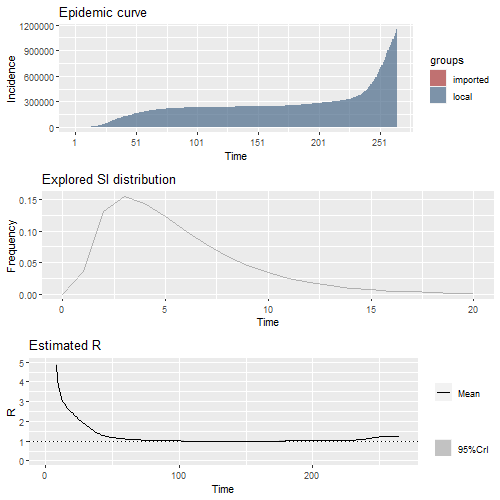 Epidemic curve
1200000
900000
600000
300000
0
Incidence
1 51 101 151 201 251
Time
groups
imported
local
Explored SI distribution
0.15
0.10
0.05
0.00
Frequency
0 5 10 15 20
Time
Estimated R
5
4
3
2
1
0
R
0 100 200
Time
Mean
95%CrI